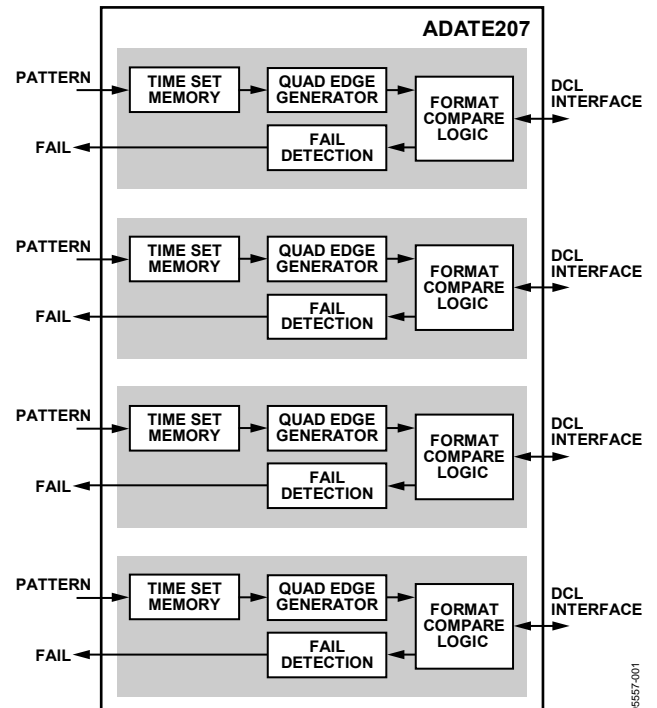 ADATE207
PATTERN
TIME SET
MEMORY
QUAD EDGE
GENERATOR
FORMAT
COMPARE
LOGIC
DCL
INTERFACE
FAIL
FAIL
DETECTION
PATTERN
TIME SET
MEMORY
QUAD EDGE
GENERATOR
FORMAT
COMPARE
LOGIC
DCL
INTERFACE
FAIL
FAIL
DETECTION
PATTERN
TIME SET
MEMORY
QUAD EDGE
GENERATOR
FORMAT
COMPARE
LOGIC
DCL
INTERFACE
FAIL
FAIL
DETECTION
PATTERN
TIME SET
MEMORY
QUAD EDGE
GENERATOR
FORMAT
COMPARE
LOGIC
DCL
INTERFACE
FAIL
FAIL
DETECTION